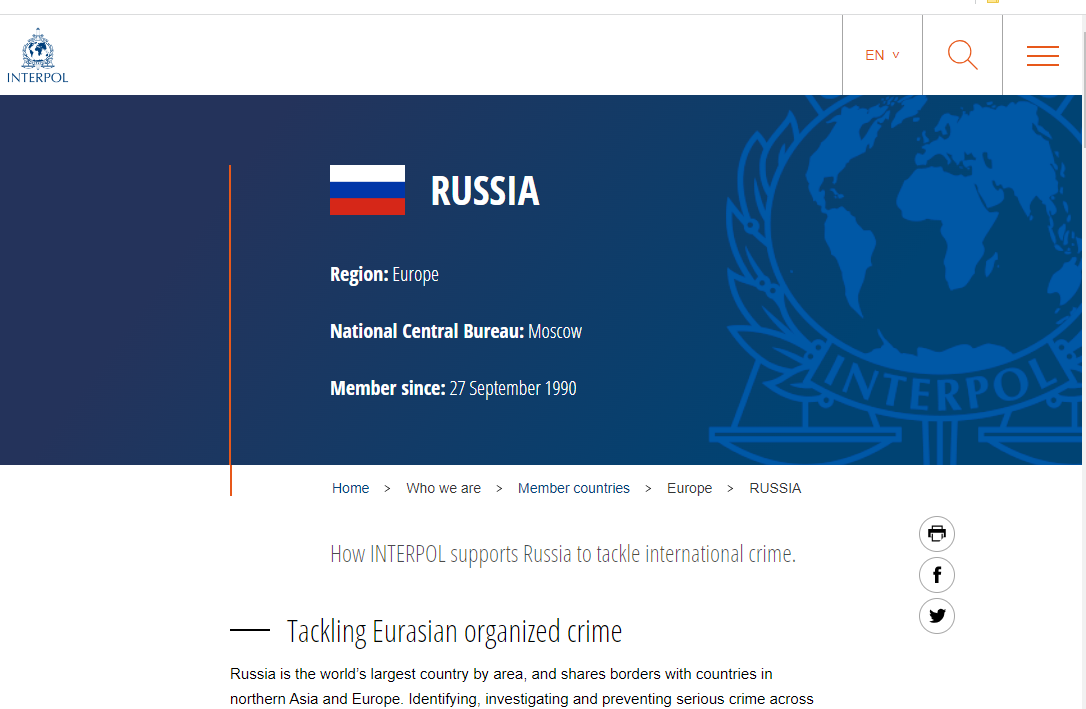 INTERPOL
EN
RUSSIA
Region: Europe
National Central Bureau: Moscow
Member since: 27 September 1990
INTERPOL
Home > Who we are > Member countries > Europe > RUSSIA
How INTERPOL supports Russia to tackle international crime.
Tackling Eurasian organized crime
Russia is the world’s largest country by area, and shares borders with countries in
northern Asia and Europe. Identifying, investigating and preventing serious crime across